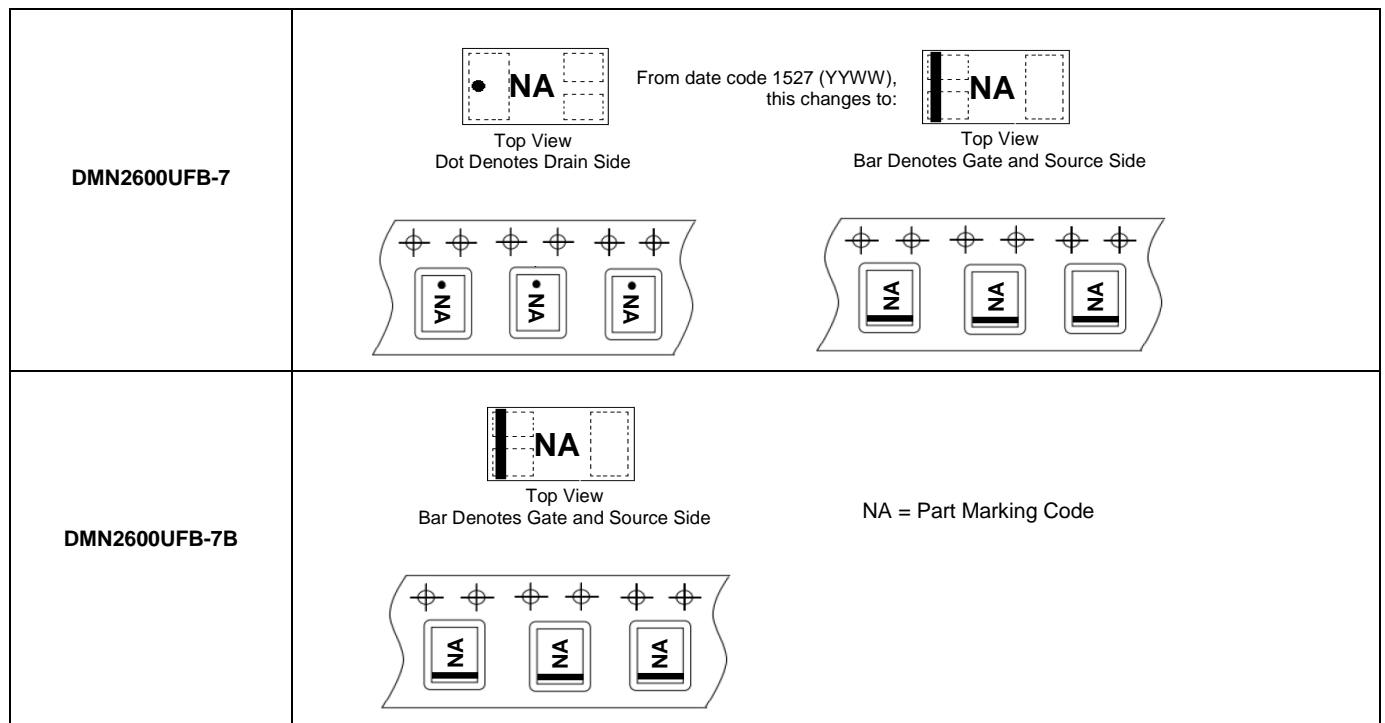 DMN2600UFB-7
NA
Top View
Dot Denotes Drain Side
From date code 1527 (YYWW),
this changes to:
NA
Top View
Bar Denotes Gate and Source Side
NA
NA
NA
NA
NA
NA
DMN2600UFB-7B
NA
Top View
Bar Denotes Gate and Source Side
NA = Part Marking Code
NA
NA
NA